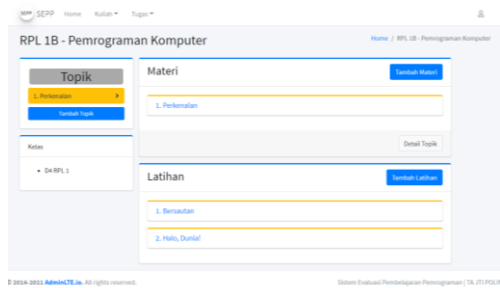 SEPP SEPP Home Kuliah Tugas
RPL 1B - Pemrograman Komputer
Home / RPL 1B - Pemrograman Komputer
Topik
1. Perkenalan
Tambah Topik
Kelas
D4 RPL 1
Materi
Tambah Materi
1. Perkenalan
Detail Topik
Latihan
Tambah Latihan
1. Bersautan
2. Halo, Dunia!
© 2014-2021 AdminLTE.io. All rights reserved.
Sistem Evaluasi Pembelajaran Pemrograman | TA JTI POLIJ